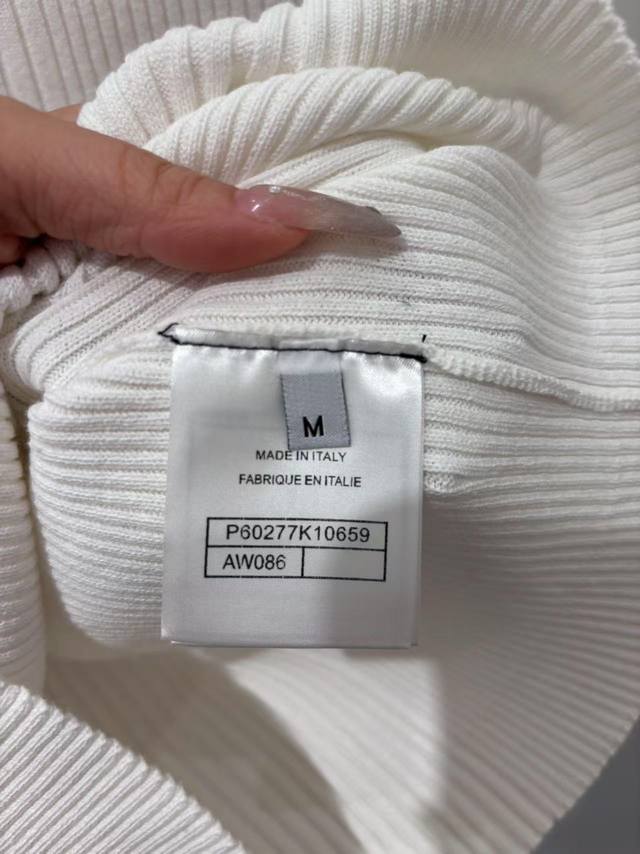 M
MADE IN ITALY
FABRIQUE EN ITALIE
P60277K10659
AW086